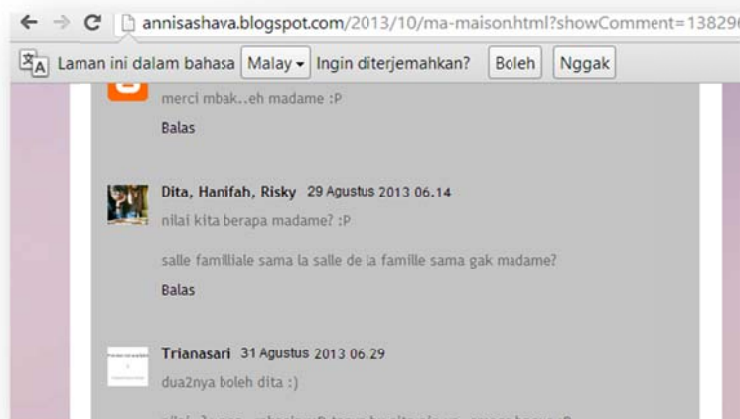 annisashava.blogspot.com/2013/10/ma-maison.html?showComment=138296
Laman ini dalam bahasa Malay Ingin diterjemahkan? Boleh Nggak
merci mbak..eh madame :P
Balas
Dita, Hanifah, Risky 29 Agustus 2013 06.14
nilai kita berapa madame? :P
salle familliale sama la salle de la famille sama gak madame?
Balas
Trianasari 31 Agustus 2013 06.29
dua2nya boleh dita :)